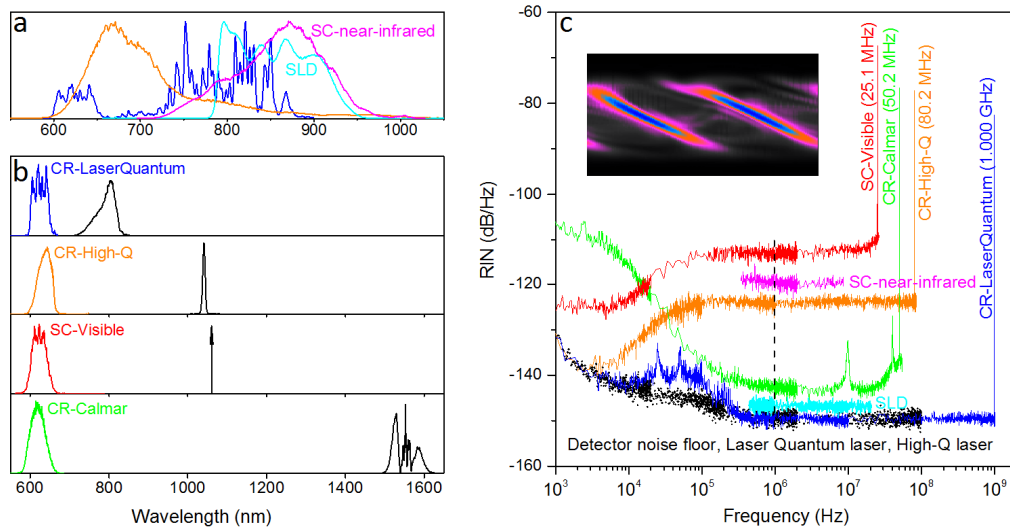 a
SC-near-infrared
SLD
600 700 800 900 1000
b
CR-LaserQuantum
CR-High-Q
SC-Visible
CR-Calmar
600 800 1000 1200 1400 1600
Wavelength (nm)
c
-60
-80
-100
-120
-140
-160
RIN (dB/Hz)
SC-Visible (25.1 MHz)
CR-Calmar (50.2 MHz)
CR-High-Q (80.2 MHz)
CR-LaserQuantum (1.000 GHz)
SC-near-infrared
SLD
Detector noise floor, Laser Quantum laser, High-Q laser
10³ 10⁴ 10⁵ 10⁶ 10⁷ 10⁸ 10⁹
Frequency (Hz)